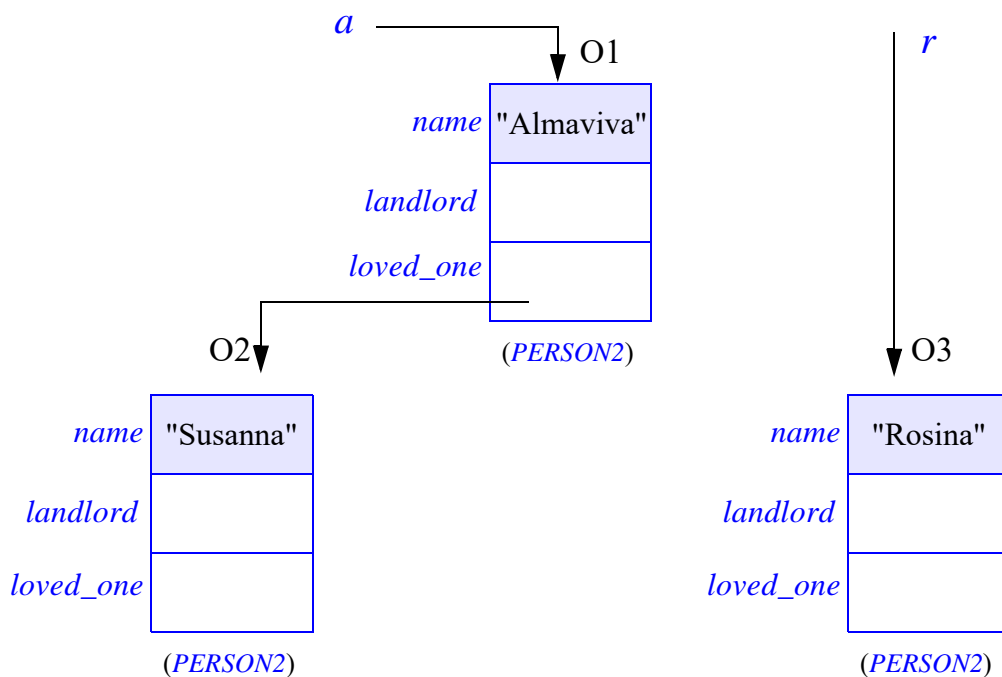 a
r
O1
name "Almaviva"
landlord
loved_one
(PERSON2)
O2
O3
name "Susanna"
name "Rosina"
landlord
landlord
loved_one
loved_one
(PERSON2)
(PERSON2)